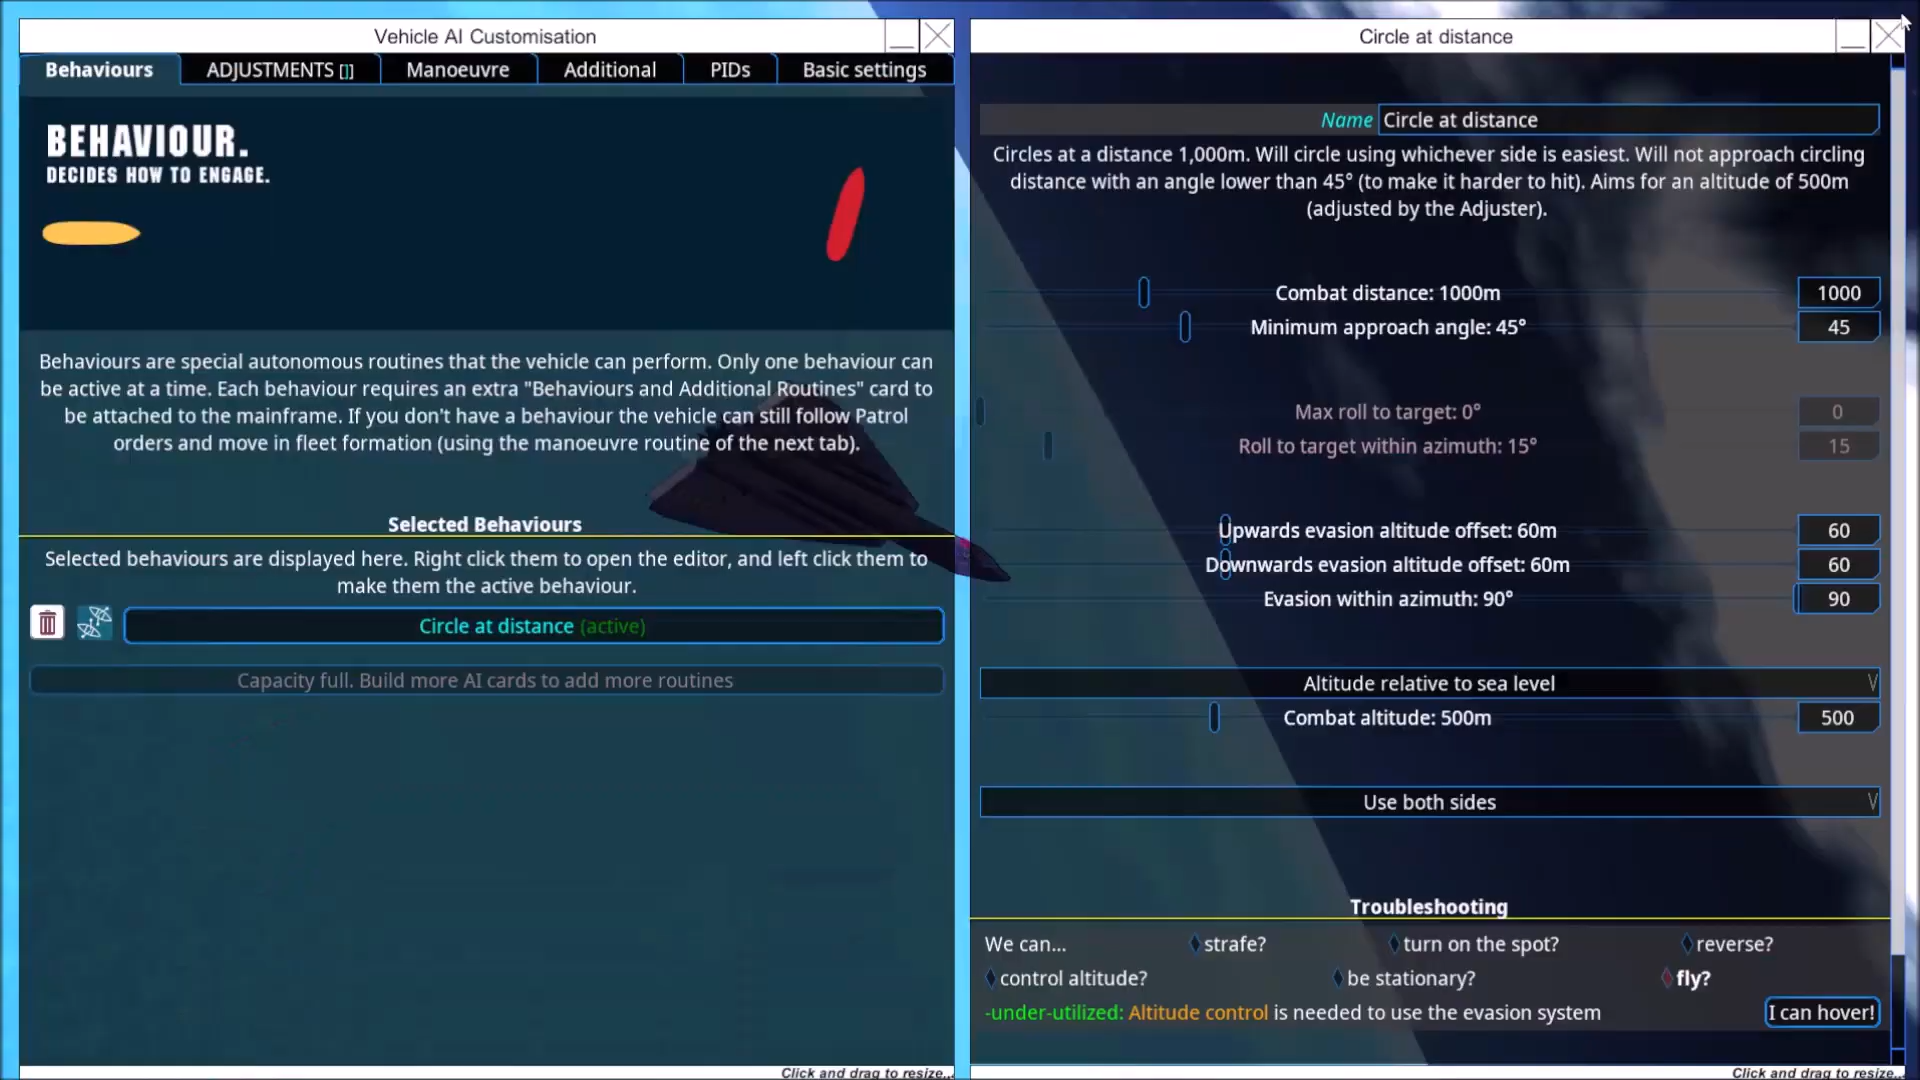 Vehicle AI Customisation
Behaviours
ADJUSTMENTS []
Manoeuvre
Additional
PIDs
Basic settings
BEHAVIOUR.
DECIDES HOW TO ENGAGE.
Behaviours are special autonomous routines that the vehicle can perform. Only one behaviour can
be active at a time. Each behaviour requires an extra "Behaviours and Additional Routines" card to
be attached to the mainframe. If you don't have a behaviour the vehicle can still follow Patrol
orders and move in fleet formation (using the manoeuvre routine of the next tab).
Selected Behaviours
Selected behaviours are displayed here. Right click them to open the editor, and left click them to
make them the active behaviour.
Circle at distance (active)
Capacity full. Build more AI cards to add more routines
Click and drag to resize...
Circle at distance
Name Circle at distance
Circles at a distance 1,000m. Will circle using whichever side is easiest. Will not approach circling
distance with an angle lower than 45° (to make it harder to hit). Aims for an altitude of 500m
(adjusted by the Adjuster).
Combat distance: 1000m 1000
Minimum approach angle: 45° 45
Max roll to target: 0° 0
Roll to target within azimuth: 15° 15
Upwards evasion altitude offset: 60m 60
Downwards evasion altitude offset: 60m 60
Evasion within azimuth: 90° 90
Altitude relative to sea level V
Combat altitude: 500m 500
Use both sides V
Troubleshooting
We can... strafe? turn on the spot? reverse?
control altitude? be stationary? fly?
-under-utilized: Altitude control is needed to use the evasion system I can hover!
Click and drag to resize...